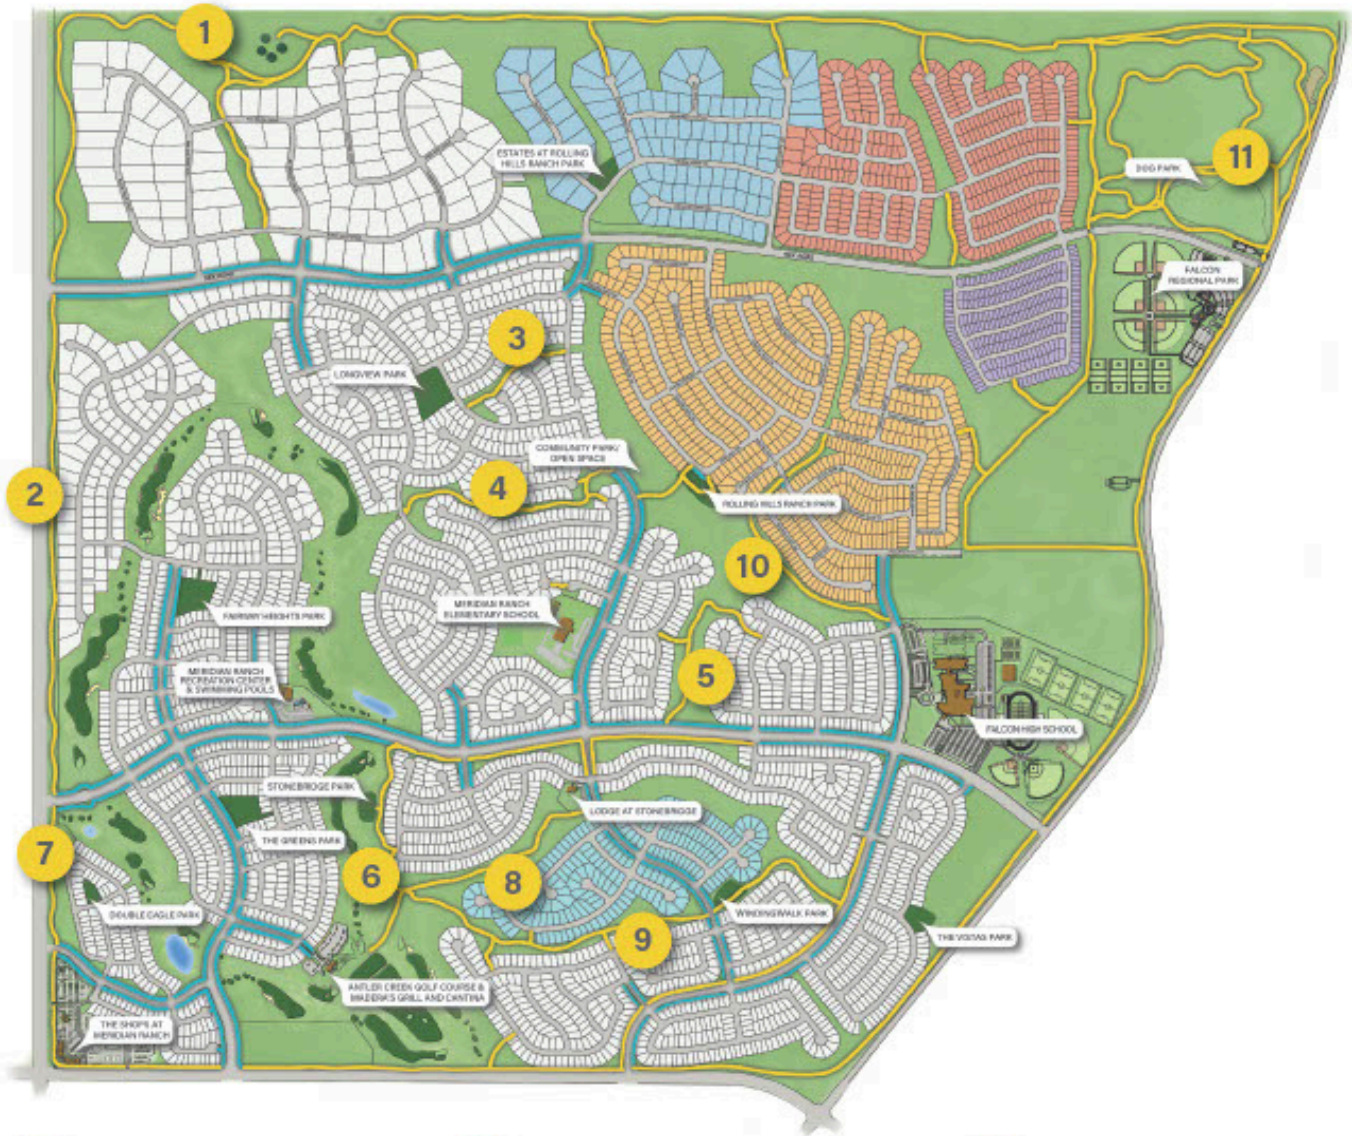 1
11
ESTATES AT ROLLING
HILLS RANCH PARK
DOG PARK
FALCON
REGIONAL PARK
3
LONGVIEW PARK
COMMUNITY PARK/
OPEN SPACE
2
4
ROLLING HILLS RANCH PARK
10
FAIRWAY HEIGHTS PARK
MERIDIAN RANCH
ELEMENTARY SCHOOL
MERIDIAN RANCH
RECREATION CENTER
& SWIMMING POOLS
5
FALCON HIGH SCHOOL
STONEBRIDGE PARK
LODGE AT STONEBRIDGE
THE GREENS PARK
7
6
8
DOUBLE EAGLE PARK
WINDINGWALK PARK
9
THE VISTAS PARK
ANTLER CREEK GOLF COURSE &
MADERA'S GRILL AND CANTINA
THE SHOPS AT
MERIDIAN RANCH